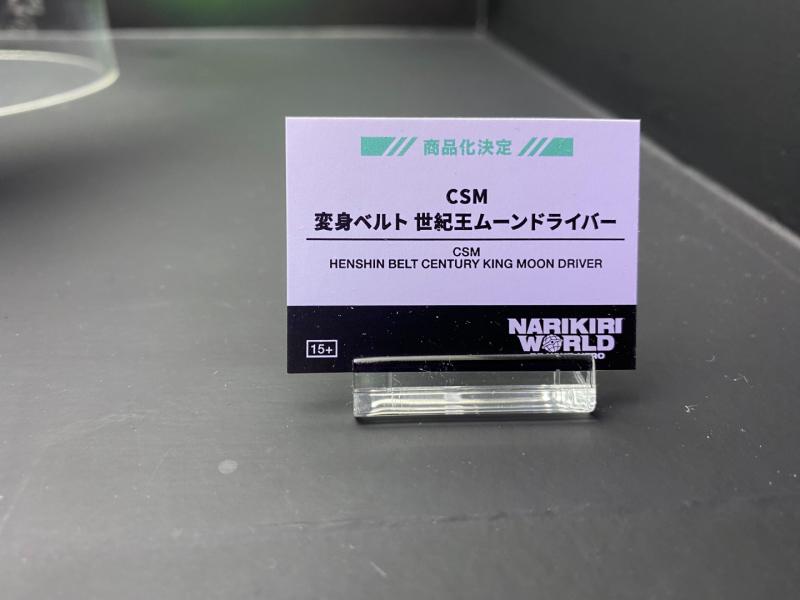 商品化決定
CSM
変身ベルト 世紀王ムーンドライバー
CSM
HENSHIN BELT CENTURY KING MOON DRIVER
15+
NARIKIRI
WORLD